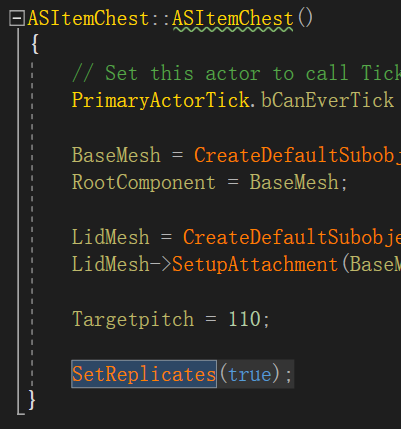 ASItemChest::ASItemChest()
{
// Set this actor to call Tick
PrimaryActorTick.bCanEverTick
BaseMesh = CreateDefaultSubobj
RootComponent = BaseMesh;
LidMesh = CreateDefaultSubobje
LidMesh->SetupAttachment(BaseM
Targetpitch = 110;
SetReplicates(true);
}